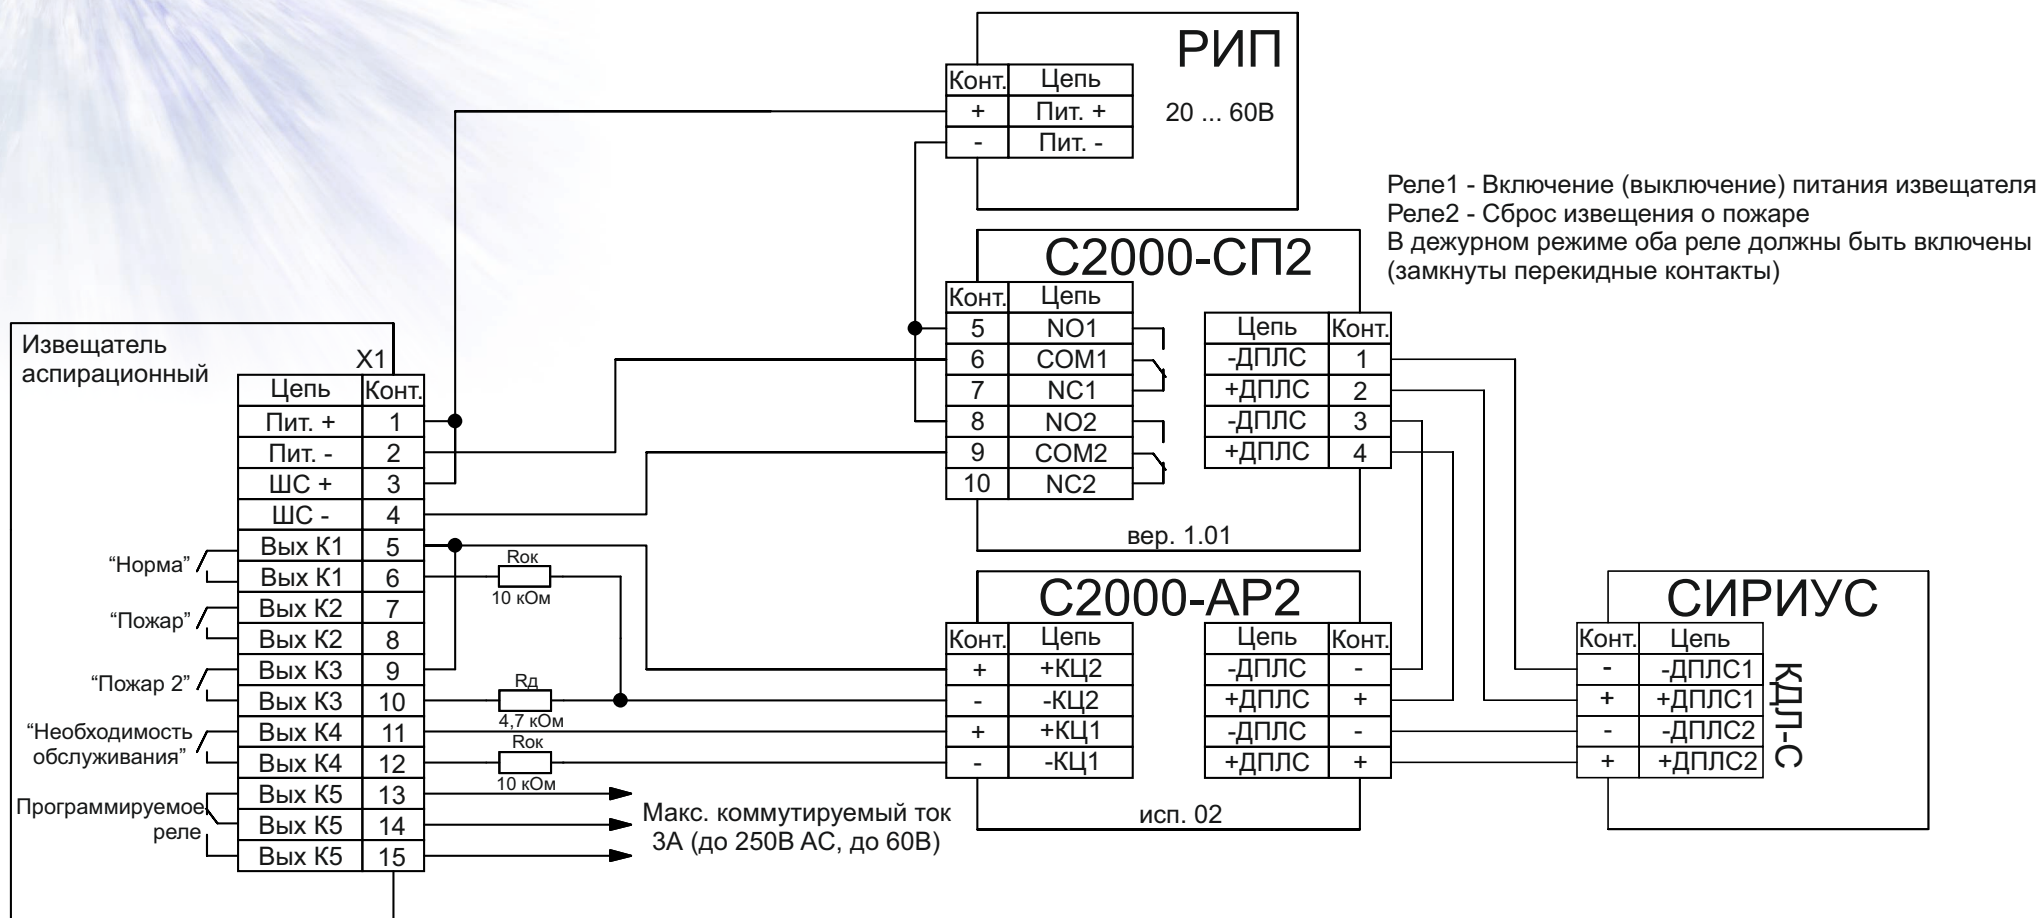 РИП
Конт. Цепь
+ Пит. + 20 ... 60В
- Пит. -
Реле1 - Включение (выключение) питания извещателя
Реле2 - Сброс извещения о пожаре
В дежурном режиме оба реле должны быть включены
(замкнуты перекидные контакты)
С2000-СП2
Конт. Цепь
5 NO1
6 COM1
7 NC1
8 NO2
9 COM2
10 NC2
Цепь Конт.
-ДПЛС 1
+ДПЛС 2
-ДПЛС 3
+ДПЛС 4
вер. 1.01
Извещатель
аспирационный
X1
Цепь Конт.
Пит. + 1
Пит. - 2
ШС + 3
ШС - 4
Вых К1 5
Вых К1 6
Вых К2 7
Вых К2 8
Вых К3 9
Вых К3 10
Вых К4 11
Вых К4 12
Вых К5 13
Вых К5 14
Вых К5 15
“Норма”
“Пожар”
“Пожар 2”
“Необходимость
обслуживания”
Программируемое
реле
Rок
10 кОм
Rд
4,7 кОм
Rок
10 кОм
Макс. коммутируемый ток
3А (до 250В АС, до 60В)
С2000-АР2
Конт. Цепь
+ +КЦ2
- -КЦ2
+ +КЦ1
- -КЦ1
Цепь Конт.
-ДПЛС -
+ДПЛС +
-ДПЛС -
+ДПЛС +
исп. 02
СИРИУС
Конт. Цепь
- -ДПЛС1
+ +ДПЛС1
- -ДПЛС2
+ +ДПЛС2
КДЛ-С